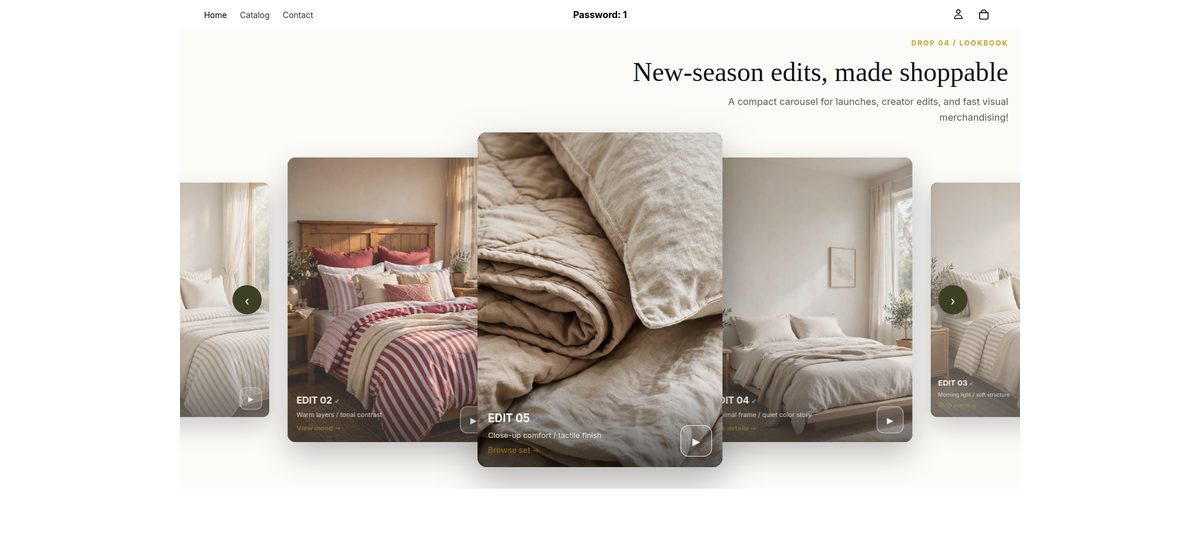 Home Catalog Contact
Password: 1
DROP 04 / LOOKBOOK
New-season edits, made shoppable
A compact carousel for launches, creator edits, and fast visual
merchandising!
EDIT 02
Warm layers / tonal contrast
View mood →
EDIT 05
Close-up comfort / tactile finish
Browse set →
EDIT 04
frame / quiet color story
details →
EDIT 03
Morning light / soft structure